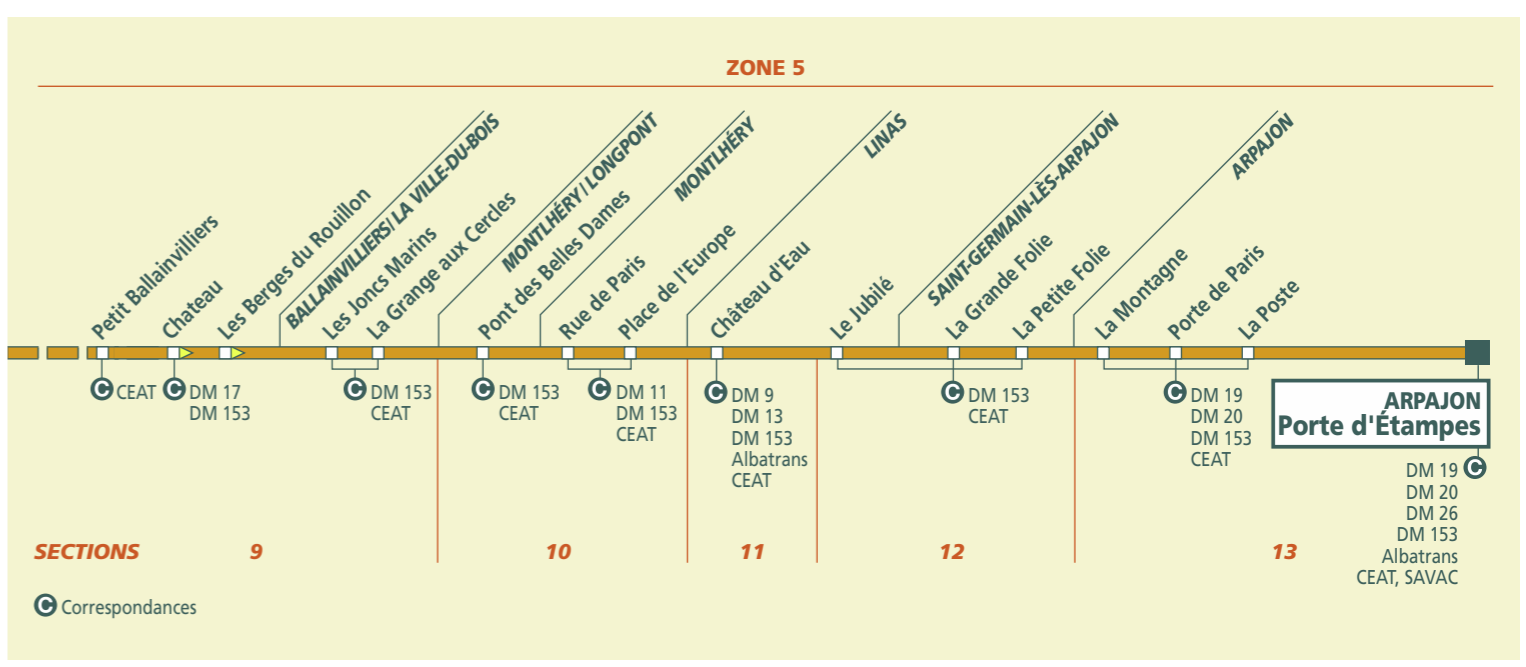 ZONE 5
BALLAINVILLIERS/ LA VILLE-DU-BOIS
MONTLHÉRY / LONGPONT
MONTLHÉRY
LINAS
SAINT-GERMAIN-LÈS-ARPAJON
ARPAJON
Petit Ballainvilliers
Chateau
Les Berges du Rouillon
Les Joncs Marins
La Grange aux Cercles
Pont des Belles Dames
Rue de Paris
Place de l'Europe
Château d'Eau
Le Jubilé
La Grande Folie
La Petite Folie
La Montagne
Porte de Paris
La Poste
C CEAT
C DM 17
DM 153
C DM 153
CEAT
C DM 153
CEAT
C DM 11
DM 153
CEAT
C DM 9
DM 13
DM 153
Albatrans
CEAT
C DM 153
CEAT
C DM 19
DM 20
DM 153
CEAT
ARPAJON
Porte d'Étampes
DM 19 C
DM 20
DM 26
DM 153
Albatrans
CEAT, SAVAC
SECTIONS 9 10 11 12 13
C Correspondances